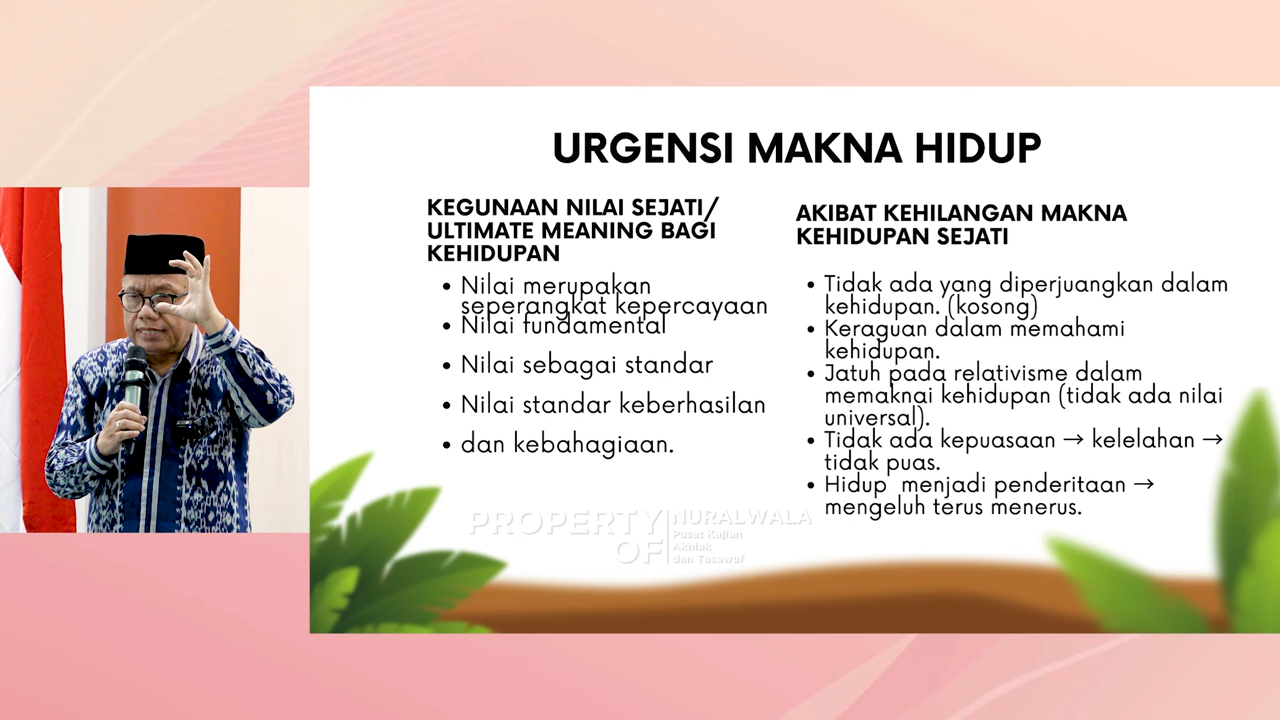 URGENSI MAKNA HIDUP
KEGUNAAN NILAI SEJATI/
ULTIMATE MEANING BAGI
KEHIDUPAN
• Nilai merupakan
seperangkat kepercayaan
• Nilai fundamental
• Nilai sebagai standar
• Nilai standar keberhasilan
• dan kebahagiaan.
AKIBAT KEHILANGAN MAKNA
KEHIDUPAN SEJATI
• Tidak ada yang diperjuangkan dalam
kehidupan. (kosong)
• Keraguan dalam memahami
kehidupan.
• Jatuh pada relativisme dalam
memaknai kehidupan (tidak ada nilai
universal).
• Tidak ada kepuasaan → kelelahan →
tidak puas.
• Hidup menjadi penderitaan →
mengeluh terus menerus.
PROPERTY
OF
NURALWALA
Pusat Kajian
Akhlak
dan Tasawuf